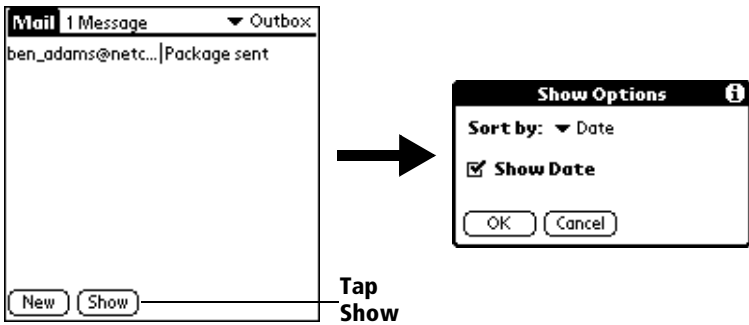 Mail 1 Message Outbox
ben_adams@netc... Package sent
New Show
Tap
Show
Show Options
Sort by: Date
Show Date
OK Cancel